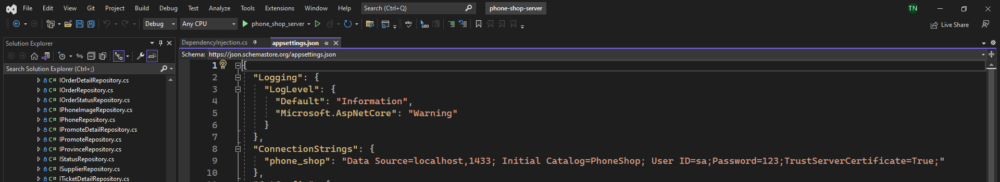 File Edit View Git Project Build Debug Test Analyze Tools Extensions Window Help Search (Ctrl+Q) phone-shop-server TN
Debug Any CPU phone_shop_server Live Share
Solution Explorer
Search Solution Explorer (Ctrl+;)
C# IOrderDetailRepository.cs
C# IOrderRepository.cs
C# IOrderStatusRepository.cs
C# IPhoneImageRepository.cs
C# IPhoneRepository.cs
C# IPromoteDetailRepository.cs
C# IPromoteRepository.cs
C# IProvinceRepository.cs
C# IStatusRepository.cs
C# ISupplierRepository.cs
C# ITicketDetailRepository.cs
DependencyInjection.cs appsettings.json
Schema: https://json.schemastore.org/appsettings.json
1 {
2 "Logging": {
3 "LogLevel": {
4 "Default": "Information",
5 "Microsoft.AspNetCore": "Warning"
6 }
7 },
8 "ConnectionStrings": {
9 "phone_shop": "Data Source=localhost,1433; Initial Catalog=PhoneShop; User ID=sa;Password=123;TrustServerCertificate=True;"
10 },